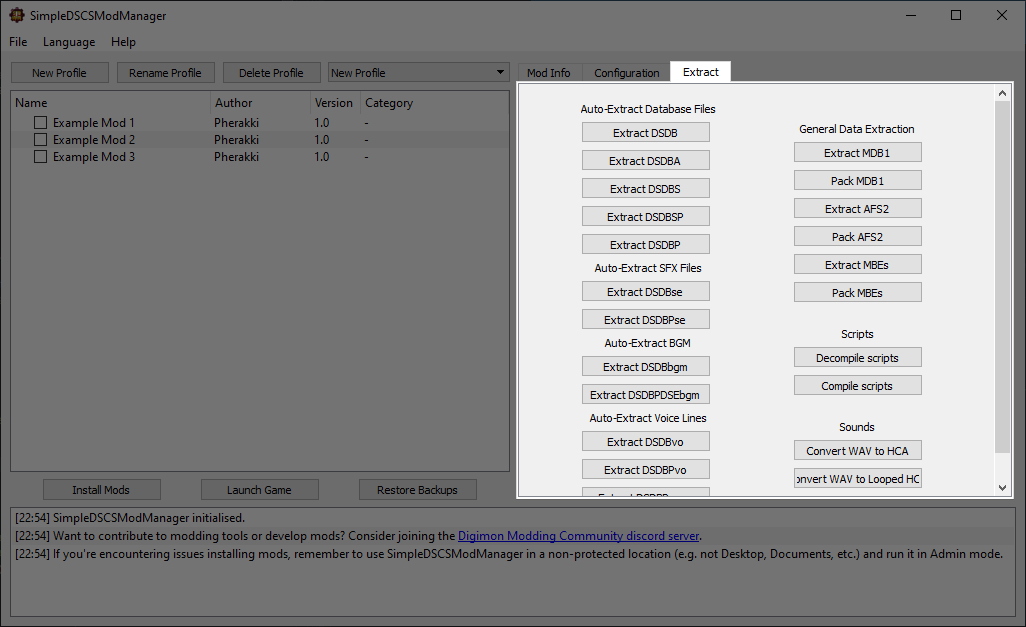 SimpleDSCSModManager
File Language Help
New Profile Rename Profile Delete Profile New Profile
Mod Info Configuration Extract
Name Author Version Category
Example Mod 1 Pherakki 1.0 -
Example Mod 2 Pherakki 1.0 -
Example Mod 3 Pherakki 1.0 -
Install Mods Launch Game Restore Backups
Auto-Extract Database Files
Extract DSDB
Extract DSDBA
Extract DSDBS
Extract DSDBSP
Extract DSDBP
Auto-Extract SFX Files
Extract DSDBse
Extract DSDBPse
Auto-Extract BGM
Extract DSDBbgm
Extract DSDBPDSEbgm
Auto-Extract Voice Lines
Extract DSDBvo
Extract DSDBPvo
General Data Extraction
Extract MDB1
Pack MDB1
Extract AFS2
Pack AFS2
Extract MBEs
Pack MBEs
Scripts
Decompile scripts
Compile scripts
Sounds
Convert WAV to HCA
onvert WAV to Looped HC
[22:54] SimpleDSCSModManager initialised.
[22:54] Want to contribute to modding tools or develop mods? Consider joining the Digimon Modding Community discord server.
[22:54] If you're encountering issues installing mods, remember to use SimpleDSCSModManager in a non-protected location (e.g. not Desktop, Documents, etc.) and run it in Admin mode.